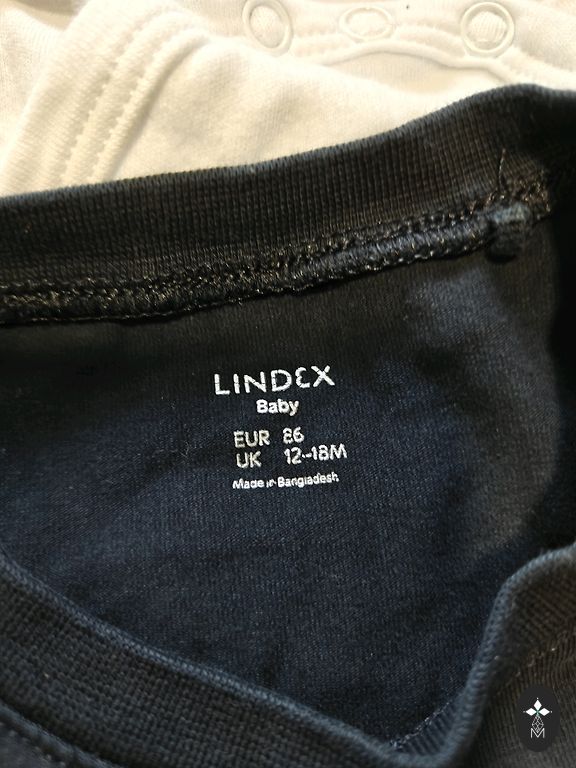 LINDEX
Baby
EUR 86
UK 12-18M
Made in Bangladesh